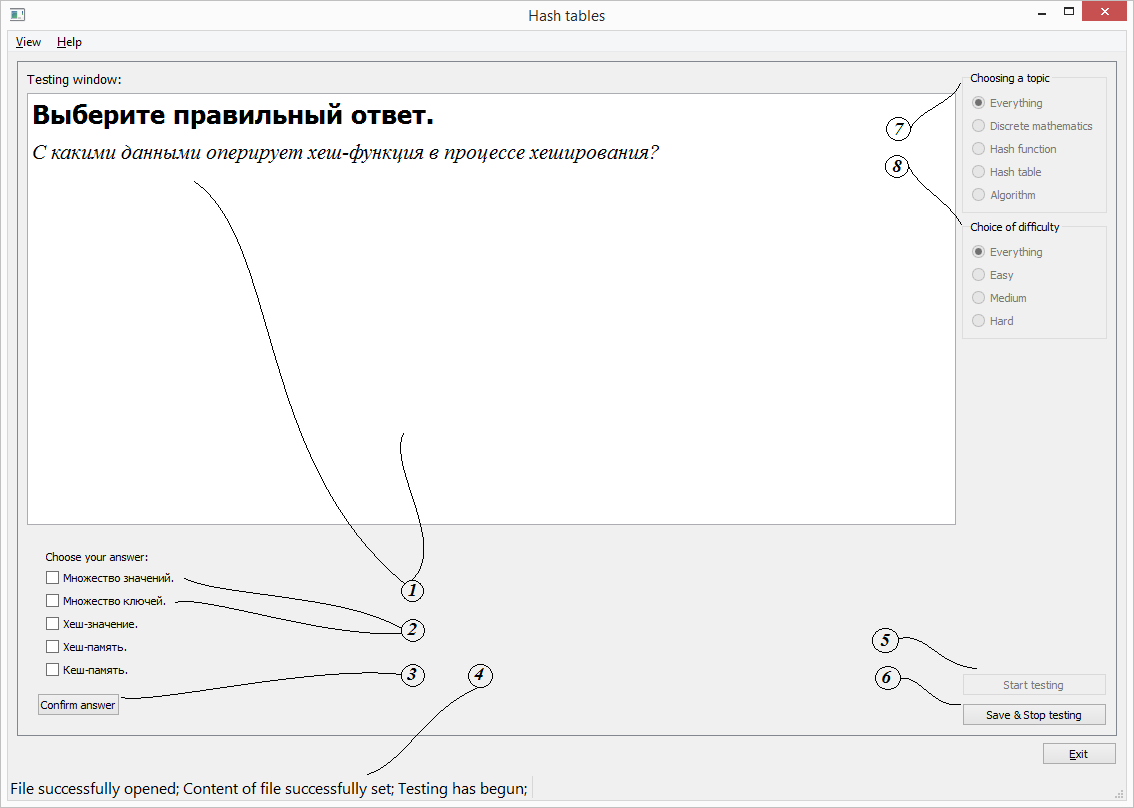 Hash tables
View Help
Testing window:
Выберите правильный ответ.
С какими данными оперирует хеш-функция в процессе хеширования?
Choosing a topic
Everything
Discrete mathematics
Hash function
Hash table
Algorithm
7
8
Choice of difficulty
Everything
Easy
Medium
Hard
Choose your answer:
Множество значений.
Множество ключей.
Хеш-значение.
Хеш-память.
Кеш-память.
Confirm answer
1
2
3
4
5
6
Start testing
Save & Stop testing
Exit
File successfully opened; Content of file successfully set; Testing has begun;